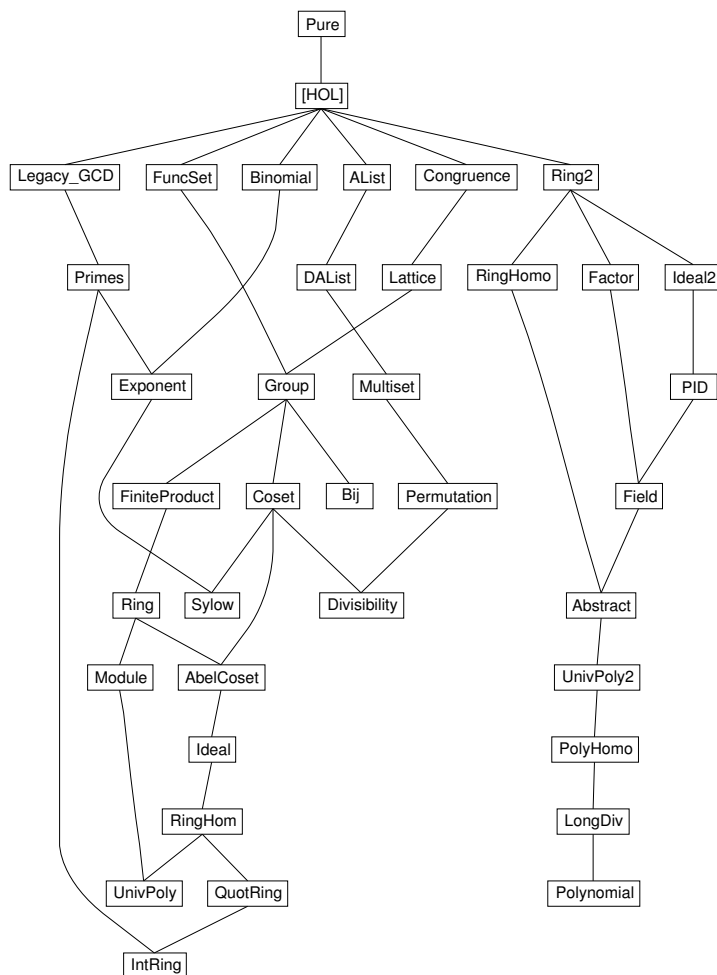 Pure
[HOL]
Legacy_GCD
FuncSet
Binomial
AList
Congruence
Ring2
Primes
DAList
Lattice
RingHomo
Factor
Ideal2
Exponent
Group
Multiset
PID
FiniteProduct
Coset
Bij
Permutation
Field
Ring
Sylow
Divisibility
Abstract
Module
AbelCoset
UnivPoly2
Ideal
PolyHomo
RingHom
LongDiv
UnivPoly
QuotRing
Polynomial
IntRing